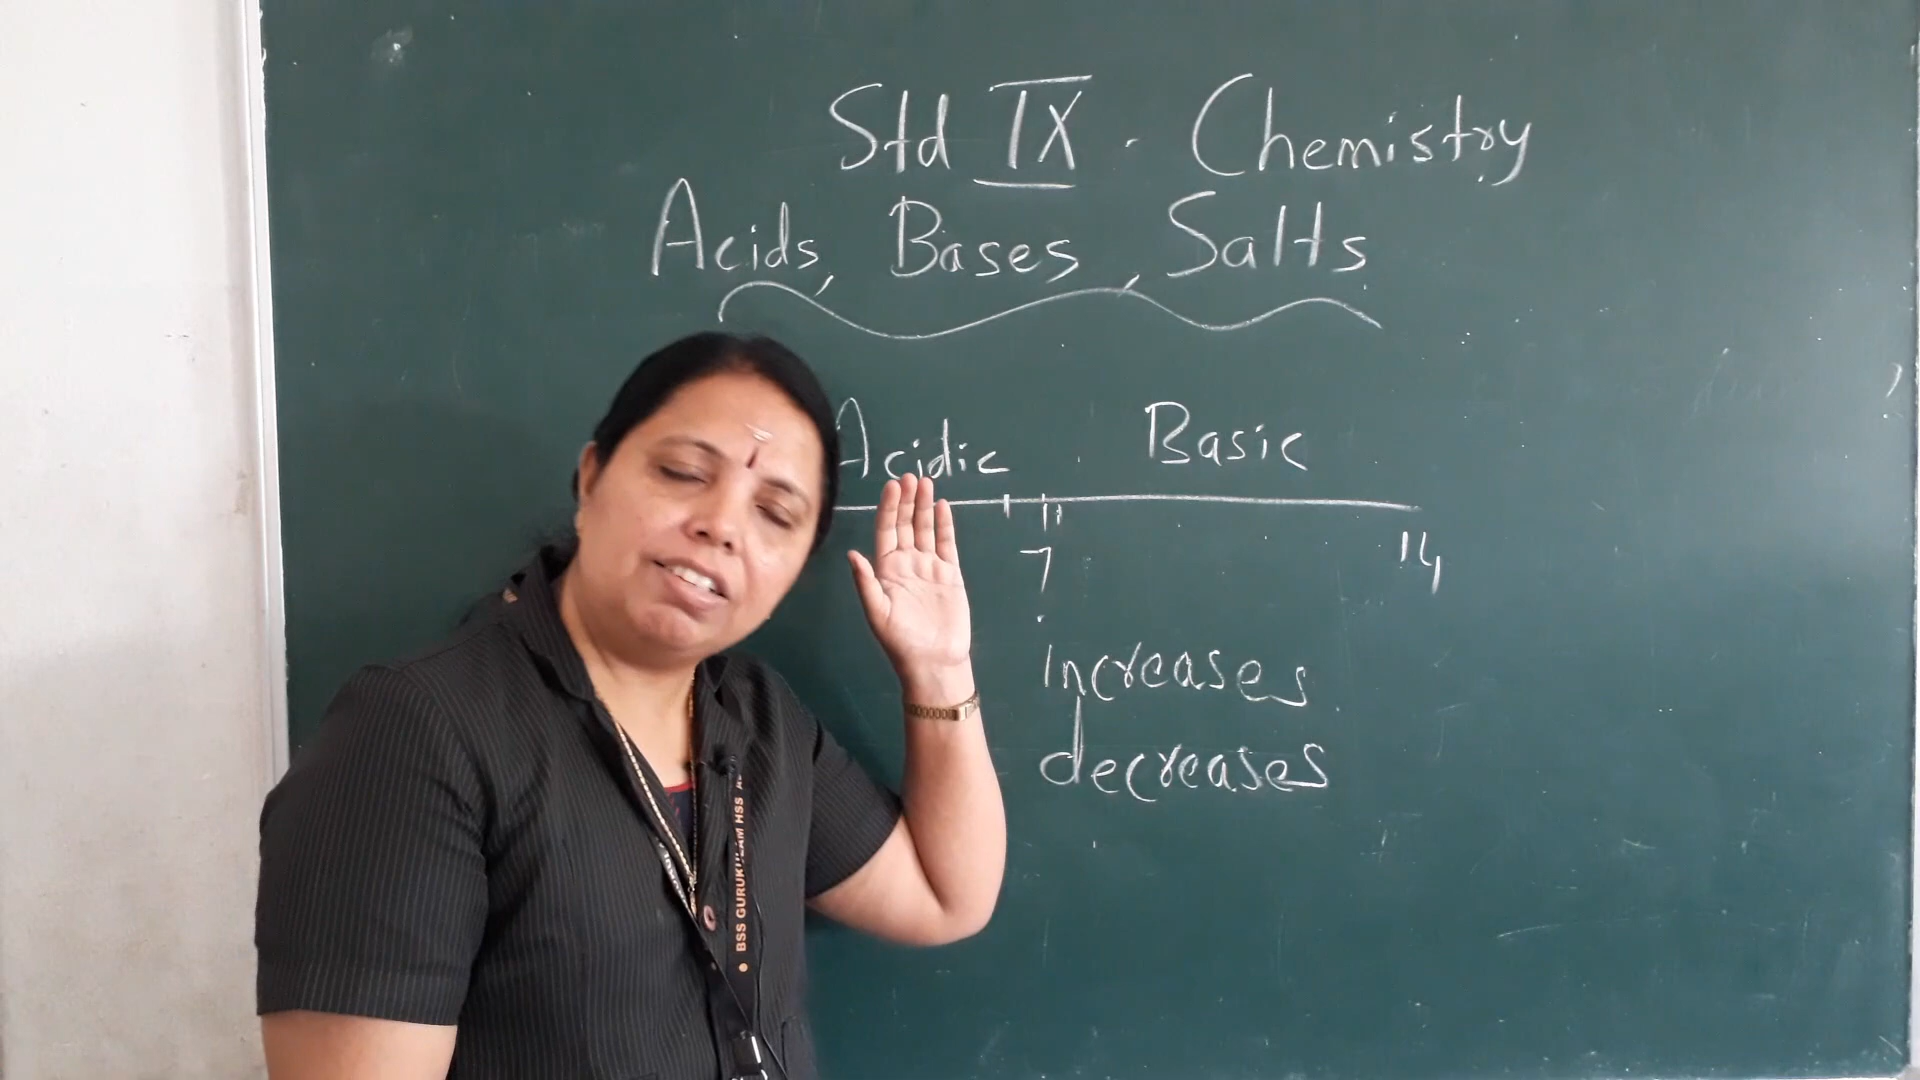 Std IX . Chemistry
Acids, Bases, Salts
Acidic Basic
7 14
increases
decreases
BSS GURUKULAM HSS